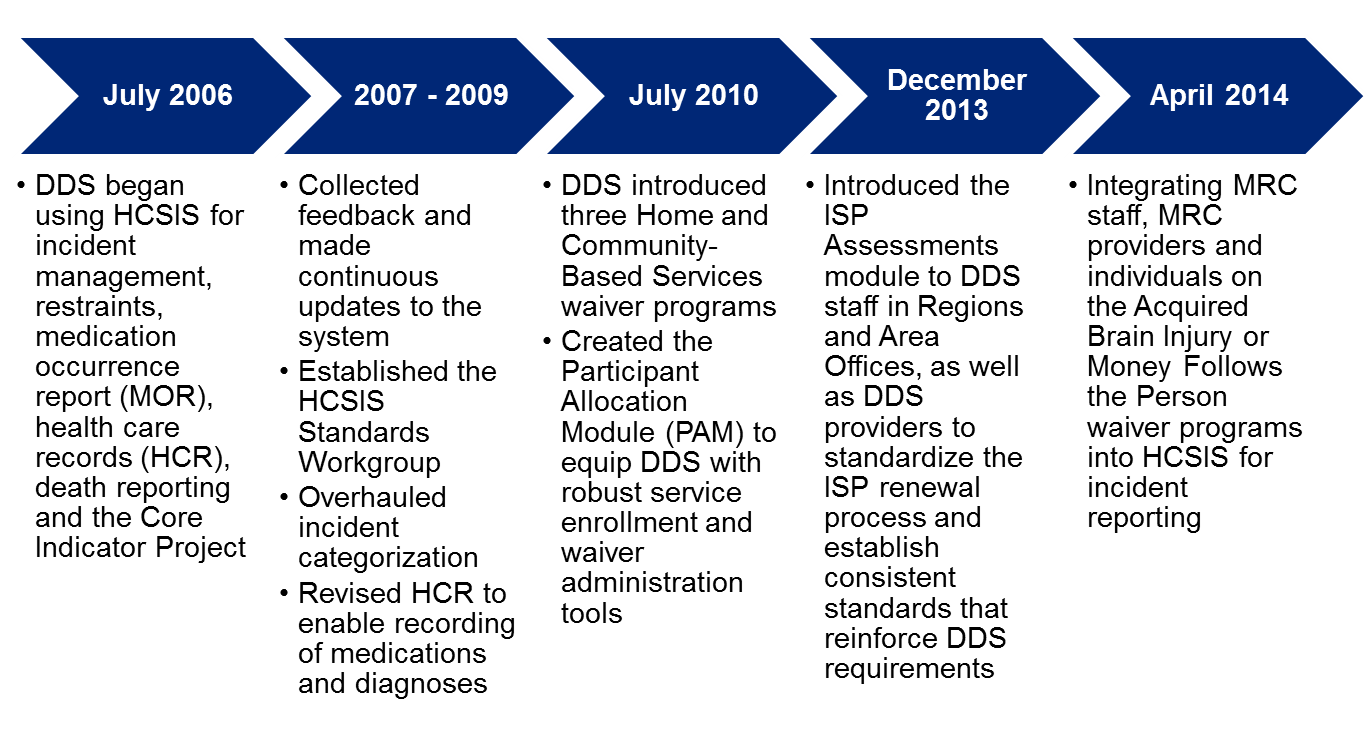 July 2006
• DDS began
using HCSIS for
incident
management,
restraints,
medication
occurrence
report (MOR),
health care
records (HCR),
death reporting
and the Core
Indicator Project
2007 - 2009
• Collected
feedback and
made
continuous
updates to the
system
• Established the
HCSIS
Standards
Workgroup
• Overhauled
incident
categorization
• Revised HCR to
enable recording
of medications
and diagnoses
July 2010
• DDS introduced
three Home and
Community-
Based Services
waiver programs
• Created the
Participant
Allocation
Module (PAM) to
equip DDS with
robust service
enrollment and
waiver
administration
tools
December
2013
• Introduced the
ISP
Assessments
module to DDS
staff in Regions
and Area
Offices, as well
as DDS
providers to
standardize the
ISP renewal
process and
establish
consistent
standards that
reinforce DDS
requirements
April 2014
• Integrating MRC
staff, MRC
providers and
individuals on
the Acquired
Brain Injury or
Money Follows
the Person
waiver programs
into HCSIS for
incident
reporting